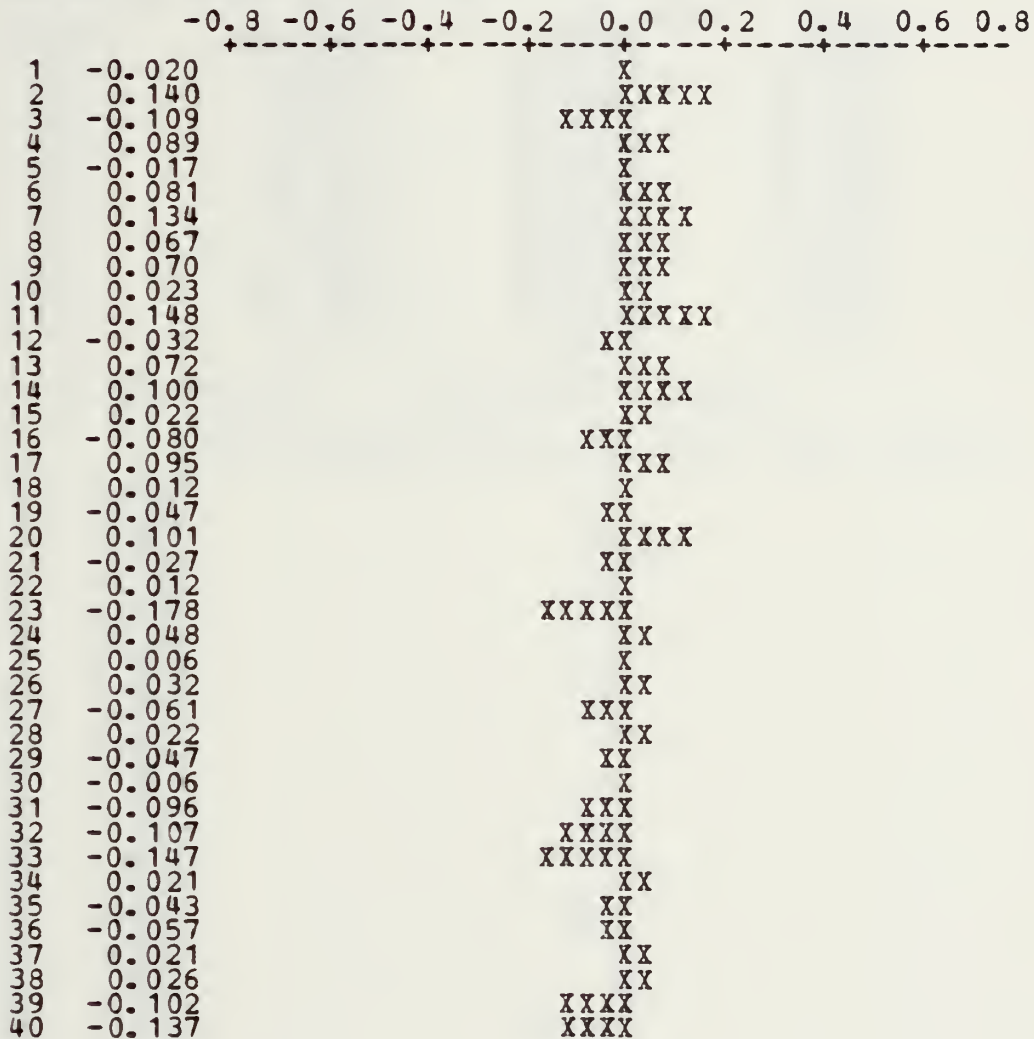 -0.8 -0.6 -0.4 -0.2 0.0 0.2 0.4 0.6 0.8
+----+----+----+----+----+----+----+----
1 -0.020 X
2 0.140 XXXXX
3 -0.109 XXXX
4 0.089 XXX
5 -0.017 X
6 0.081 XXX
7 0.134 XXXX
8 0.067 XXX
9 0.070 XXX
10 0.023 XX
11 0.148 XXXXX
12 -0.032 XX
13 0.072 XXX
14 0.100 XXXX
15 0.022 XX
16 -0.080 XXX
17 0.095 XXX
18 0.012 X
19 -0.047 XX
20 0.101 XXXX
21 -0.027 XX
22 0.012 X
23 -0.178 XXXXX
24 0.048 XX
25 0.006 X
26 0.032 XX
27 -0.061 XXX
28 0.022 XX
29 -0.047 XX
30 -0.006 X
31 -0.096 XXX
32 -0.107 XXXX
33 -0.147 XXXXX
34 0.021 XX
35 -0.043 XX
36 -0.057 XX
37 0.021 XX
38 0.026 XX
39 -0.102 XXXX
40 -0.137 XXXX